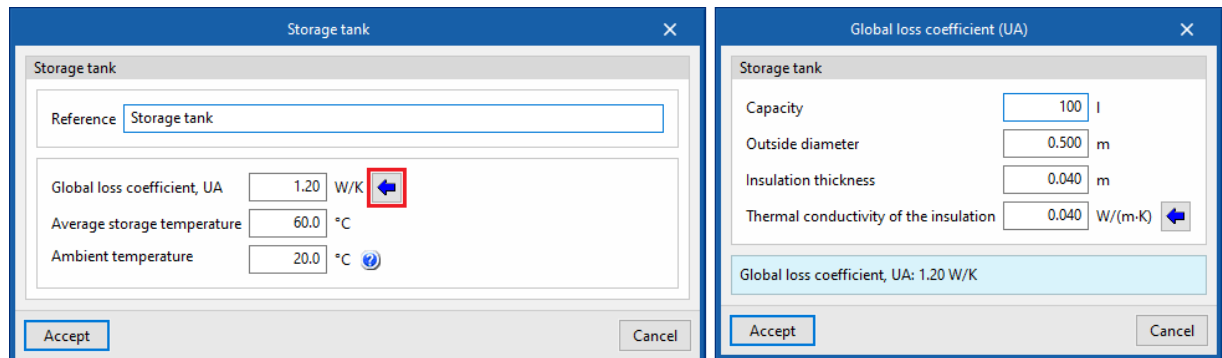 Storage tank
Storage tank
Reference Storage tank
Global loss coefficient, UA 1.20 W/K
Average storage temperature 60.0 °C
Ambient temperature 20.0 °C ?
Accept Cancel
Global loss coefficient (UA)
Storage tank
Capacity 100 l
Outside diameter 0.500 m
Insulation thickness 0.040 m
Thermal conductivity of the insulation 0.040 W/(m·K)
Global loss coefficient, UA: 1.20 W/K
Accept Cancel